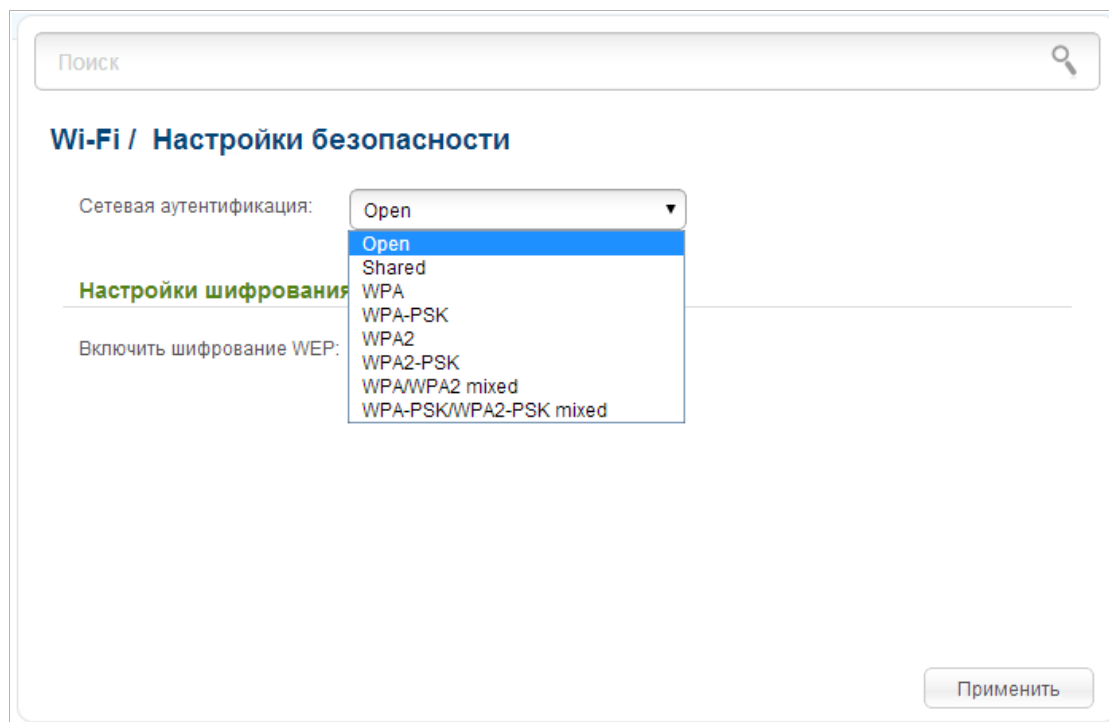 Поиск
Wi-Fi / Настройки безопасности
Сетевая аутентификация:
Open
Open
Shared
WPA
WPA-PSK
WPA2
WPA2-PSK
WPA/WPA2 mixed
WPA-PSK/WPA2-PSK mixed
Настройки шифрования
Включить шифрование WEP:
Применить